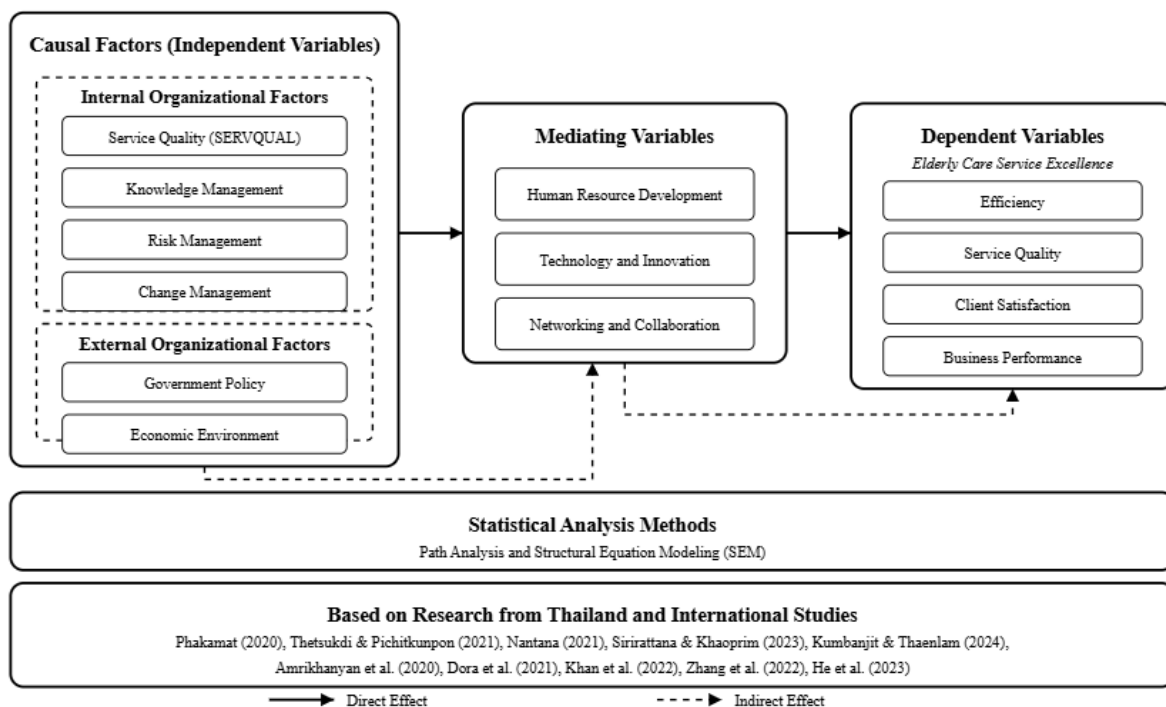 Causal Factors (Independent Variables)
Internal Organizational Factors
Service Quality (SERVQUAL)
Knowledge Management
Risk Management
Change Management
External Organizational Factors
Government Policy
Economic Environment
Mediating Variables
Human Resource Development
Technology and Innovation
Networking and Collaboration
Dependent Variables
Elderly Care Service Excellence
Efficiency
Service Quality
Client Satisfaction
Business Performance
Statistical Analysis Methods
Path Analysis and Structural Equation Modeling (SEM)
Based on Research from Thailand and International Studies
Phakamat (2020), Thetsukdi & Pichitkunpon (2021), Nantana (2021), Sirirattana & Khaoprim (2023), Kumbanjit & Thaenlam (2024),
Amrikhanyan et al. (2020), Dora et al. (2021), Khan et al. (2022), Zhang et al. (2022), He et al. (2023)
Direct Effect
Indirect Effect